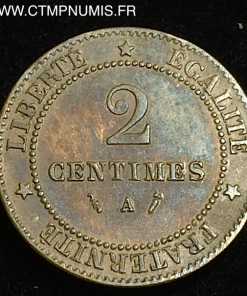 WWW.CTMPNUMIS.FR
LIBERTE ★ EGALITE ★ FRATERNITE ★
2
CENTIMES
A